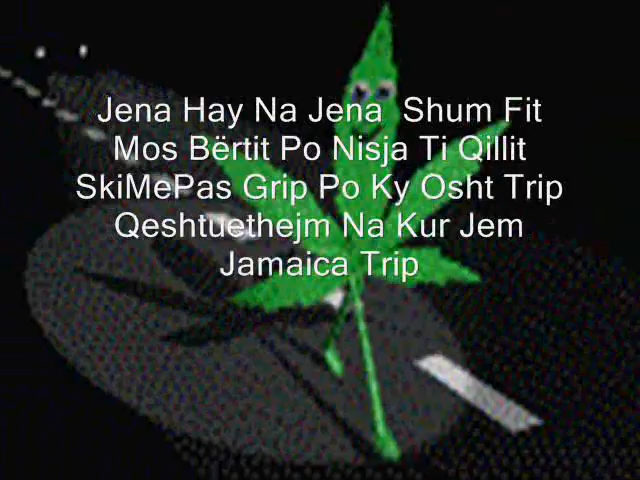 Jena Hay Na Jena  Shum Fit
Mos Bërtit Po Nisja Ti Qillit
SkiMePas Grip Po Ky Osht Trip
Qeshtuethejm Na Kur Jem
Jamaica Trip